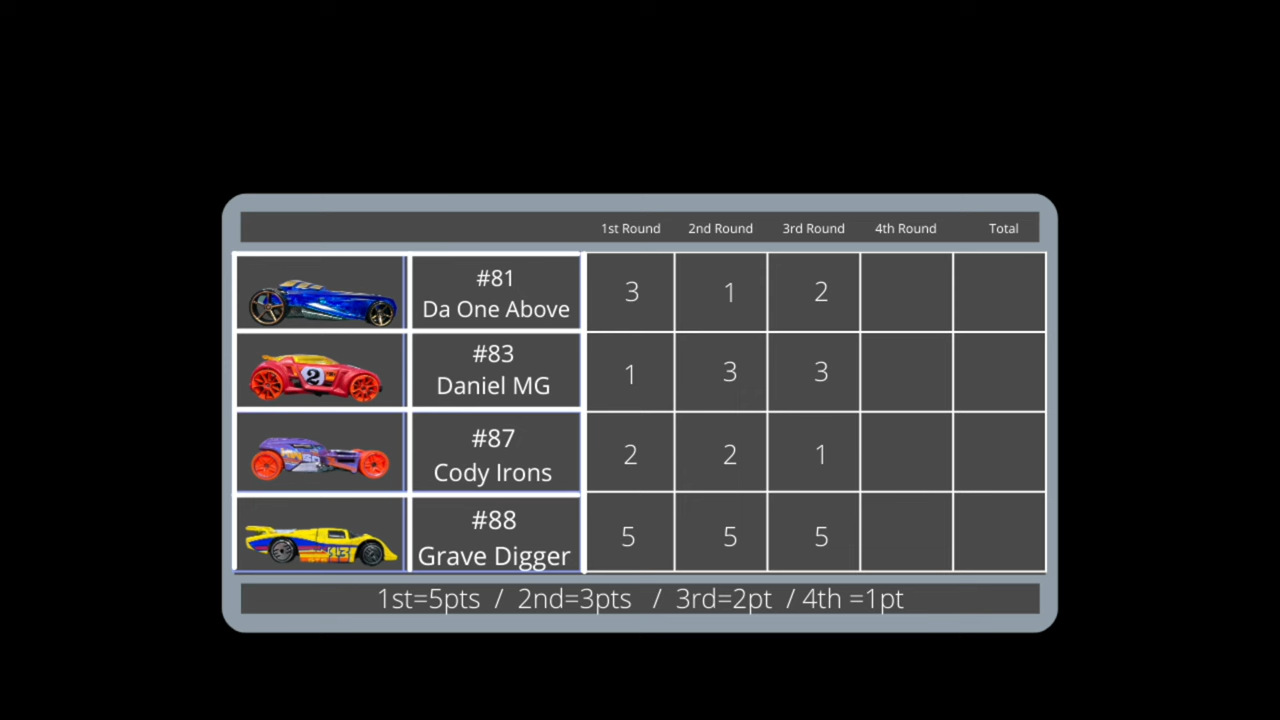 1st Round 2nd Round 3rd Round 4th Round Total
#81
Da One Above
3 1 2
#83
Daniel MG
1 3 3
2
#87
Cody Irons
2 2 1
#88
Grave Digger
5 5 5
13
1st=5pts / 2nd=3pts / 3rd=2pt / 4th =1pt